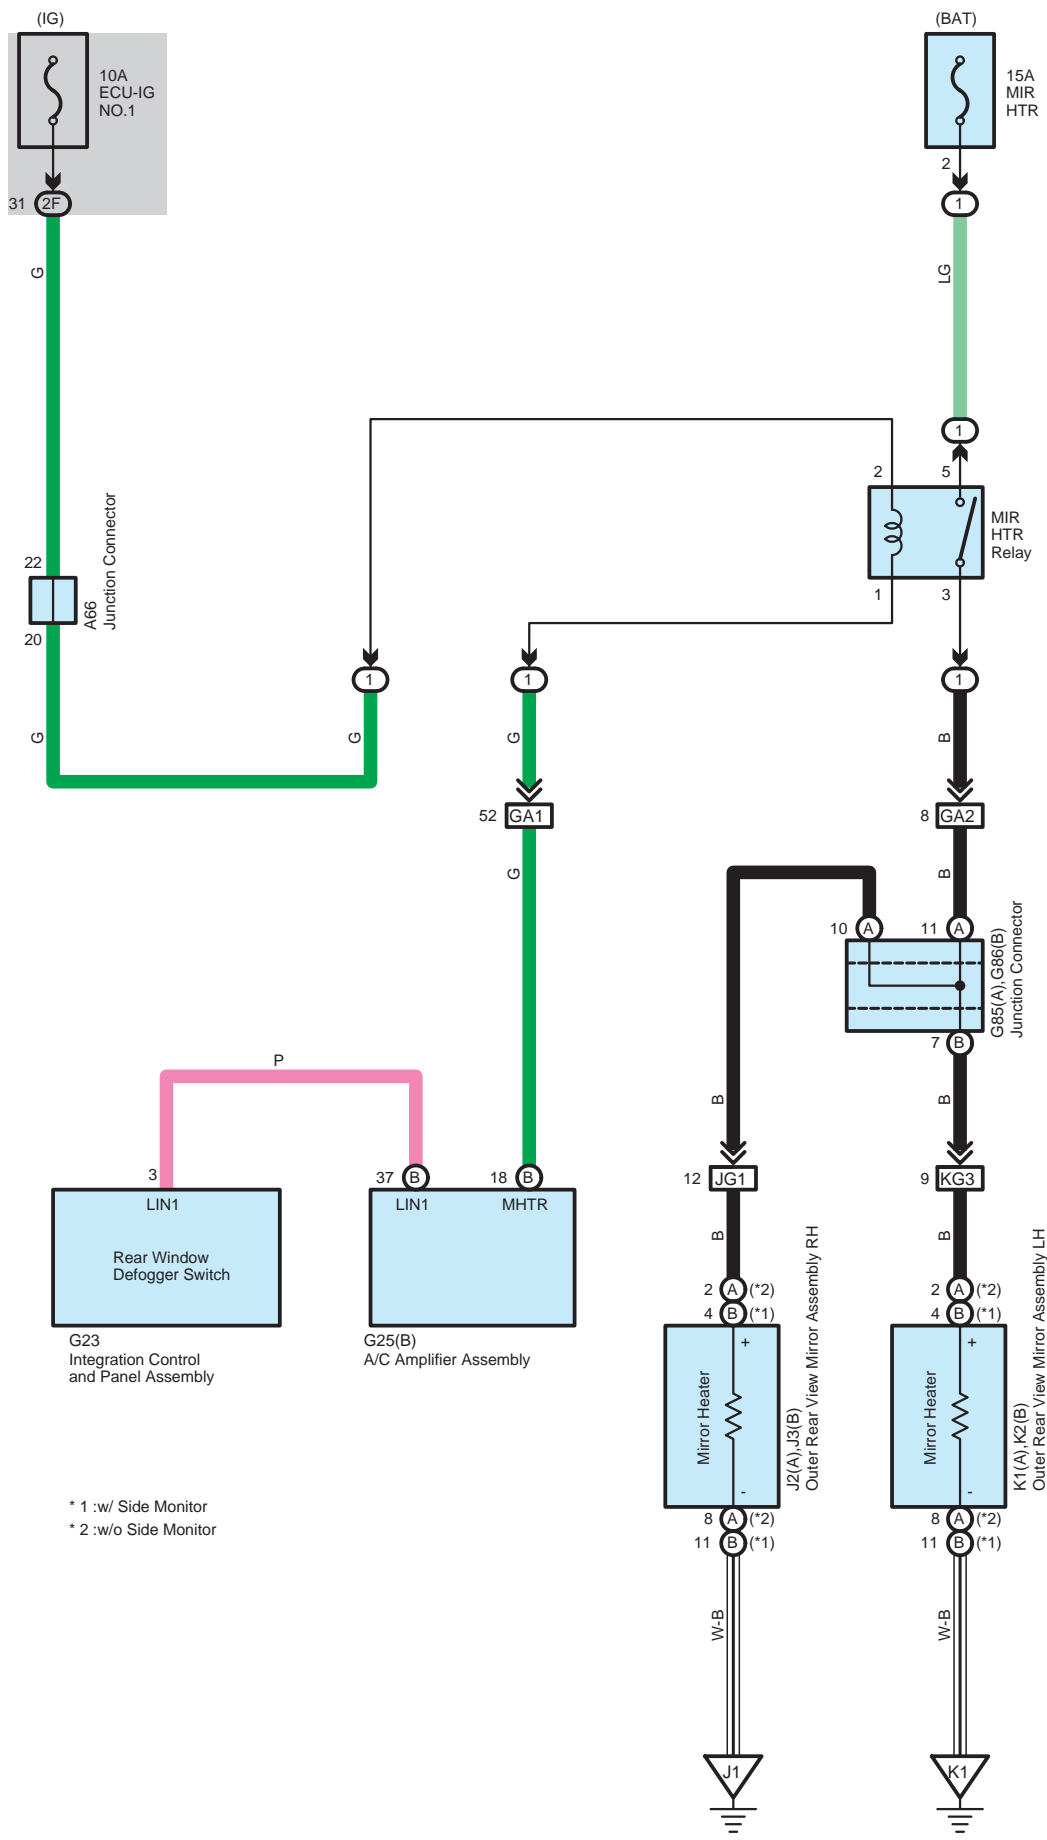 (IG)
(BAT)
10A
ECU-IG
NO.1
15A
MIR
HTR
2
31
2F
1
G
LG
1
2
5
MIR
HTR
Relay
1
3
22
A66
Junction Connector
20
1
1
1
G
G
G
B
52
GA1
8
GA2
G
B
10
A
11
A
G85(A),G86(B)
Junction Connector
7
B
P
B
B
3
37
B
18
B
12
JG1
9
KG3
LIN1
LIN1
MHTR
Rear Window
Defogger Switch
B
B
G23
Integration Control
and Panel Assembly
G25(B)
A/C Amplifier Assembly
2
A
(*2)
4
B
(*1)
2
A
(*2)
4
B
(*1)
+
+
Mirror Heater
J2(A),J3(B)
Outer Rear View Mirror Assembly RH
Mirror Heater
K1(A),K2(B)
Outer Rear View Mirror Assembly LH
-
-
* 1 :w/ Side Monitor
* 2 :w/o Side Monitor
8
A
(*2)
11
B
(*1)
8
A
(*2)
11
B
(*1)
W-B
W-B
J1
K1